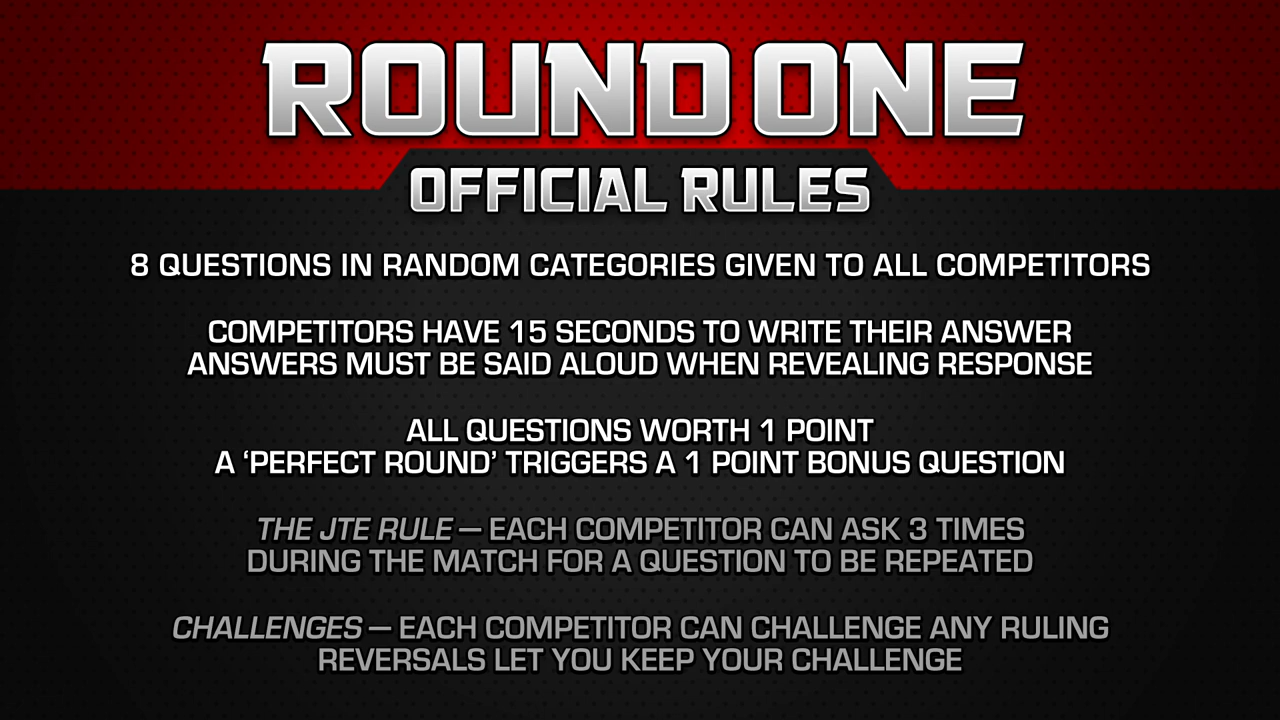 ROUND ONE
OFFICIAL RULES
8 QUESTIONS IN RANDOM CATEGORIES GIVEN TO ALL COMPETITORS
COMPETITORS HAVE 15 SECONDS TO WRITE THEIR ANSWER
ANSWERS MUST BE SAID ALOUD WHEN REVEALING RESPONSE
ALL QUESTIONS WORTH 1 POINT
A ‘PERFECT ROUND’ TRIGGERS A 1 POINT BONUS QUESTION
THE JTE RULE – EACH COMPETITOR CAN ASK 3 TIMES
DURING THE MATCH FOR A QUESTION TO BE REPEATED
CHALLENGES – EACH COMPETITOR CAN CHALLENGE ANY RULING
REVERSALS LET YOU KEEP YOUR CHALLENGE